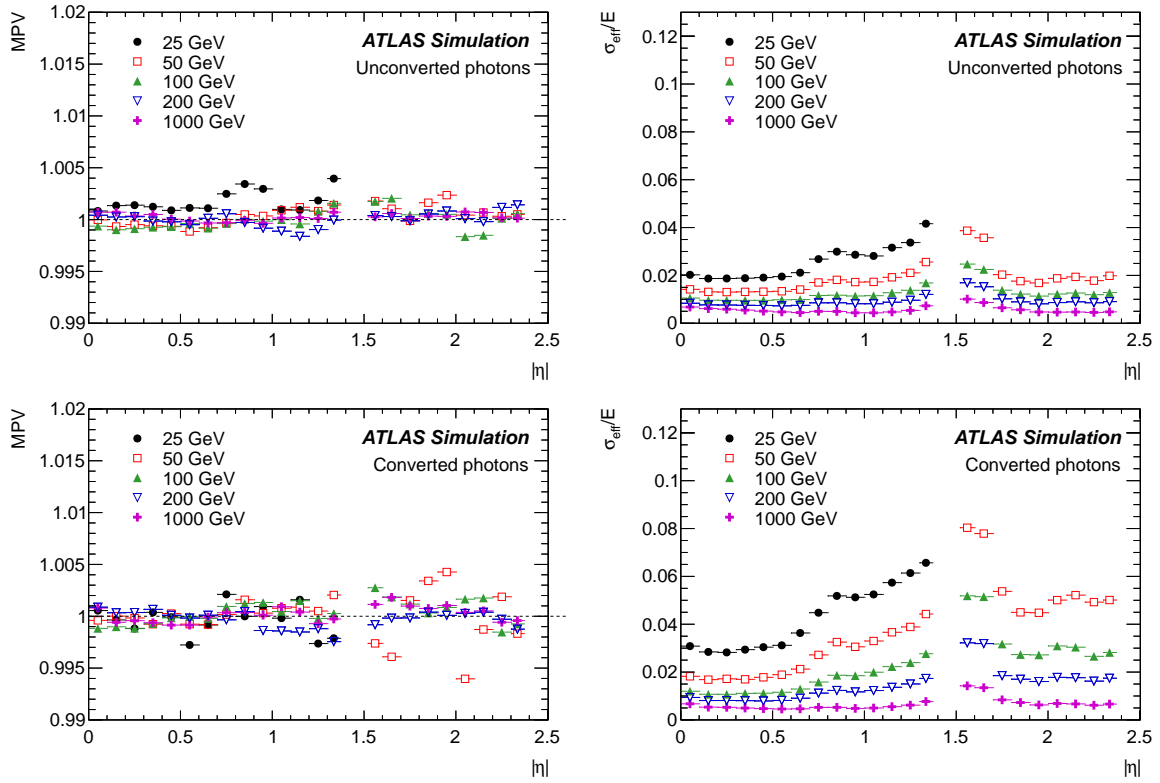 MPV
1.02
1.015
1.01
1.005
1
0.995
0.99
25 GeV
50 GeV
100 GeV
200 GeV
1000 GeV
ATLAS Simulation
Unconverted photons
0 0.5 1 1.5 2 2.5
|η|
σeff/E
0.12
0.1
0.08
0.06
0.04
0.02
0
25 GeV
50 GeV
100 GeV
200 GeV
1000 GeV
ATLAS Simulation
Unconverted photons
0 0.5 1 1.5 2 2.5
|η|
MPV
1.02
1.015
1.01
1.005
1
0.995
0.99
25 GeV
50 GeV
100 GeV
200 GeV
1000 GeV
ATLAS Simulation
Converted photons
0 0.5 1 1.5 2 2.5
|η|
σeff/E
0.12
0.1
0.08
0.06
0.04
0.02
0
25 GeV
50 GeV
100 GeV
200 GeV
1000 GeV
ATLAS Simulation
Converted photons
0 0.5 1 1.5 2 2.5
|η|